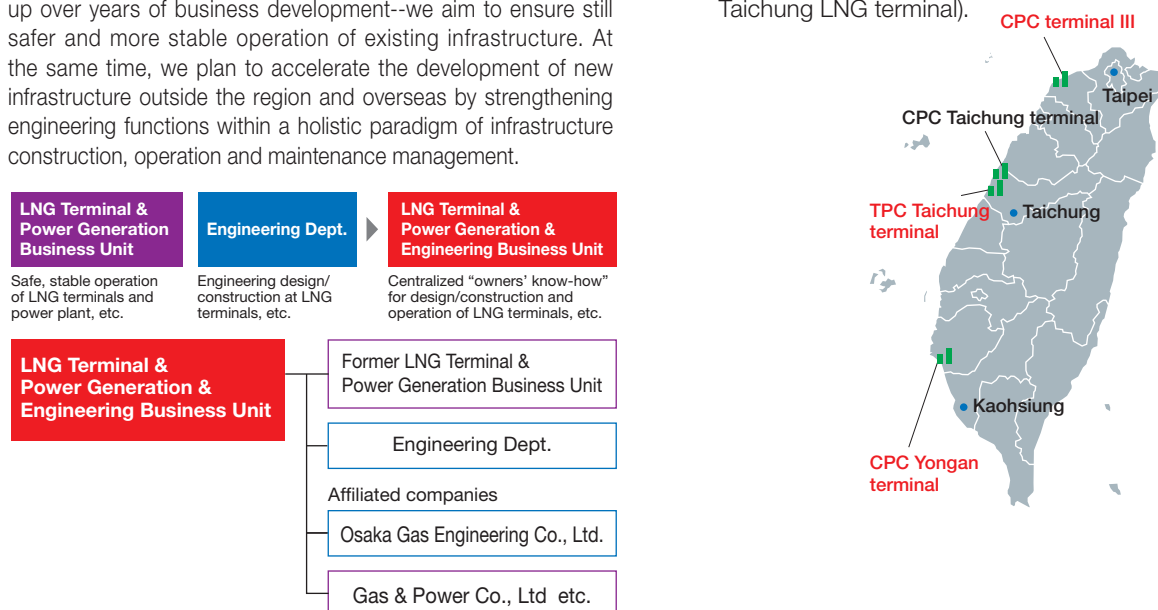 up over years of business development--we aim to ensure still
safer and more stable operation of existing infrastructure. At
the same time, we plan to accelerate the development of new
infrastructure outside the region and overseas by strengthening
engineering functions within a holistic paradigm of infrastructure
construction, operation and maintenance management.
LNG Terminal &
Power Generation
Business Unit
Engineering Dept.
LNG Terminal &
Power Generation &
Engineering Business Unit
Safe, stable operation
of LNG terminals and
power plant, etc.
Engineering design/
construction at LNG
terminals, etc.
Centralized “owners’ know-how”
for design/construction and
operation of LNG terminals, etc.
LNG Terminal &
Power Generation &
Engineering Business Unit
Former LNG Terminal &
Power Generation Business Unit
Engineering Dept.
Affiliated companies
Osaka Gas Engineering Co., Ltd.
Gas & Power Co., Ltd etc.
Taichung LNG terminal).
CPC terminal III
Taipei
CPC Taichung terminal
TPC Taichung
terminal
Taichung
Kaohsiung
CPC Yongan
terminal